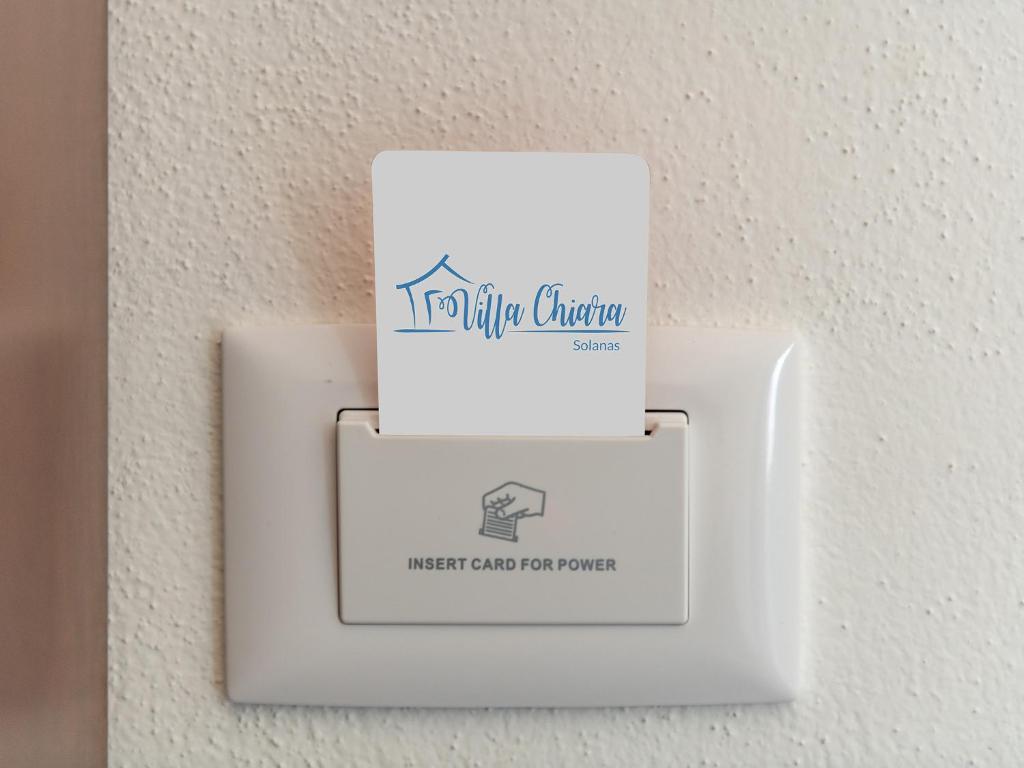 Villa Chiara
Solanas
INSERT CARD FOR POWER